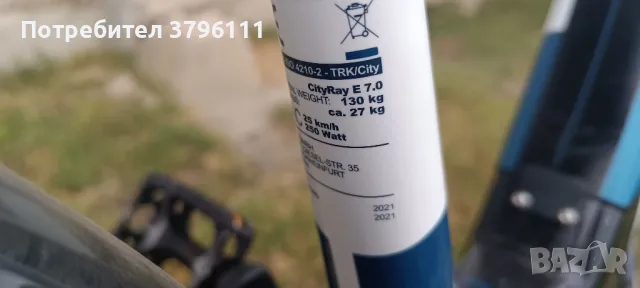 Потребител 3796111
4210-2 - TRK/City
CityRay E 7.0
WEIGHT: 130 kg
ca. 27 kg
25 km/h
250 Watt
-STR. 35
2021
2021
BAZAR